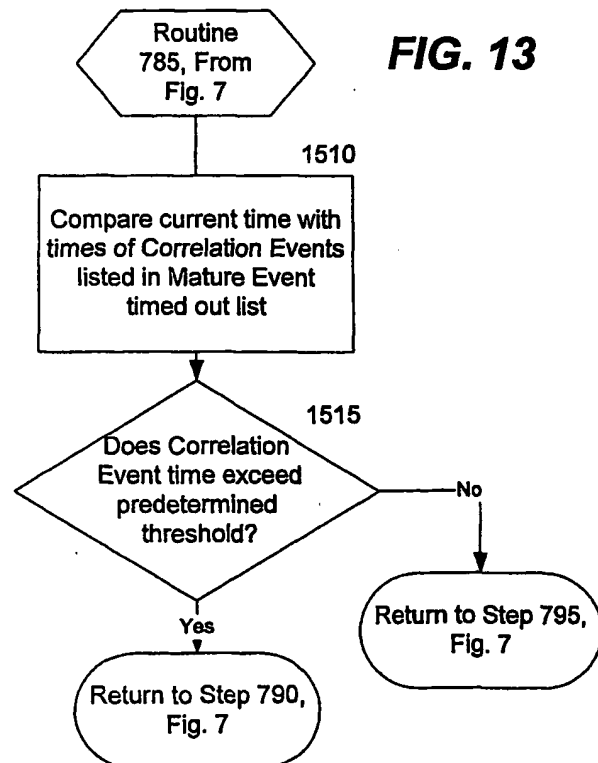 Routine
785, From
Fig. 7
FIG. 13
1510
Compare current time with
times of Correlation Events
listed in Mature Event
timed out list
1515
Does Correlation
Event time exceed
predetermined
threshold?
No
Yes
Return to Step 795,
Fig. 7
Return to Step 790,
Fig. 7